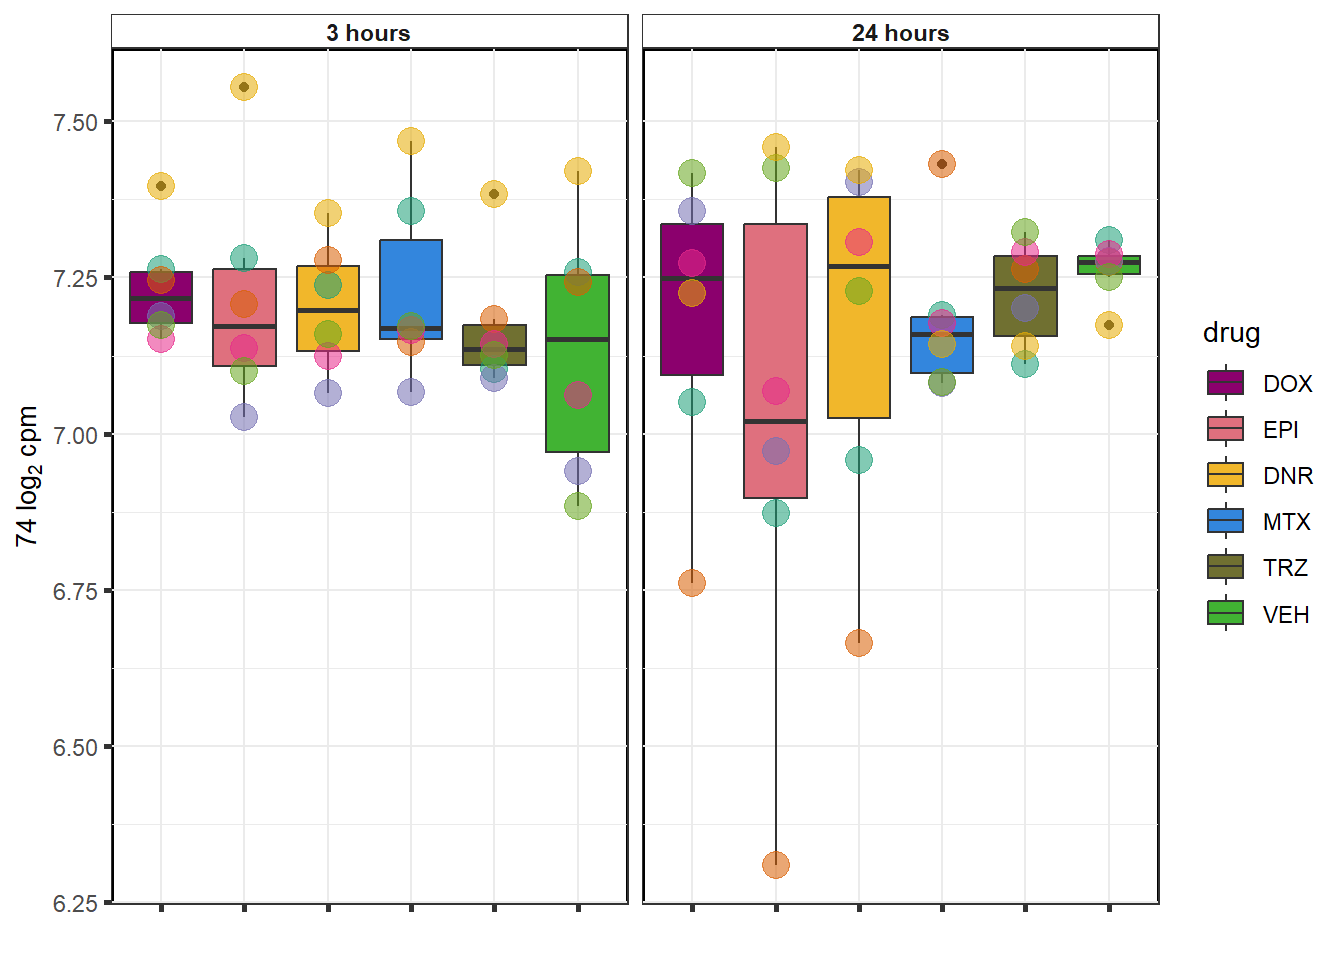 3 hours
24 hours
7.50
7.25
7.00
6.75
6.50
6.25
74 log₂ cpm
drug
DOX
EPI
DNR
MTX
TRZ
VEH